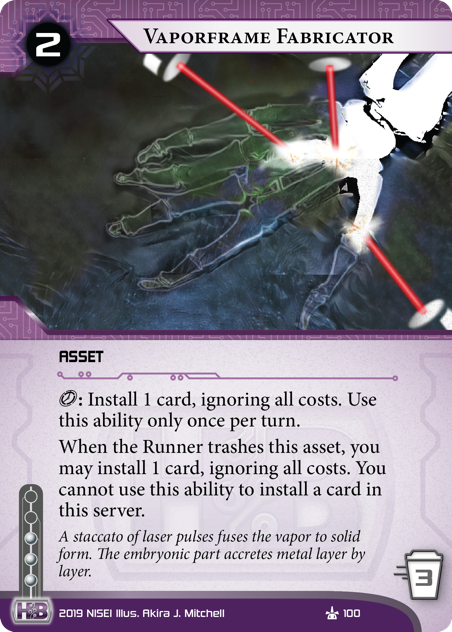 2
Vaporframe Fabricator
ASSET
: Install 1 card, ignoring all costs. Use
this ability only once per turn.
When the Runner trashes this asset, you
may install 1 card, ignoring all costs. You
cannot use this ability to install a card in
this server.
A staccato of laser pulses fuses the vapor to solid
form. The embryonic part accretes metal layer by
layer.
3
HB
2019 NISEI Illus. Akira J. Mitchell
100